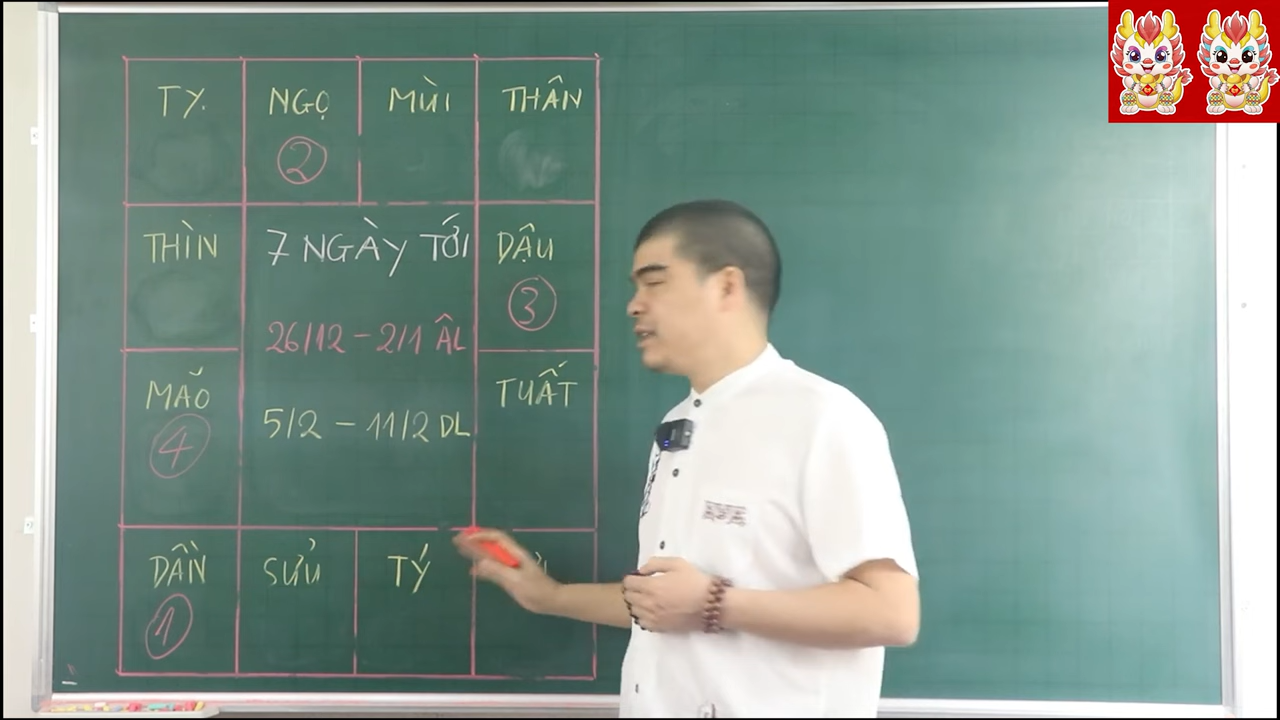 TỴ.
NGỌ
2
MÙI
THÂN
THÌN
7 NGÀY TỚI
26/12 - 2/1 ÂL
5/2 - 11/2 DL
DẬU
3
MÃO
4
TUẤT
DẦN
1
SỬU
TÝ